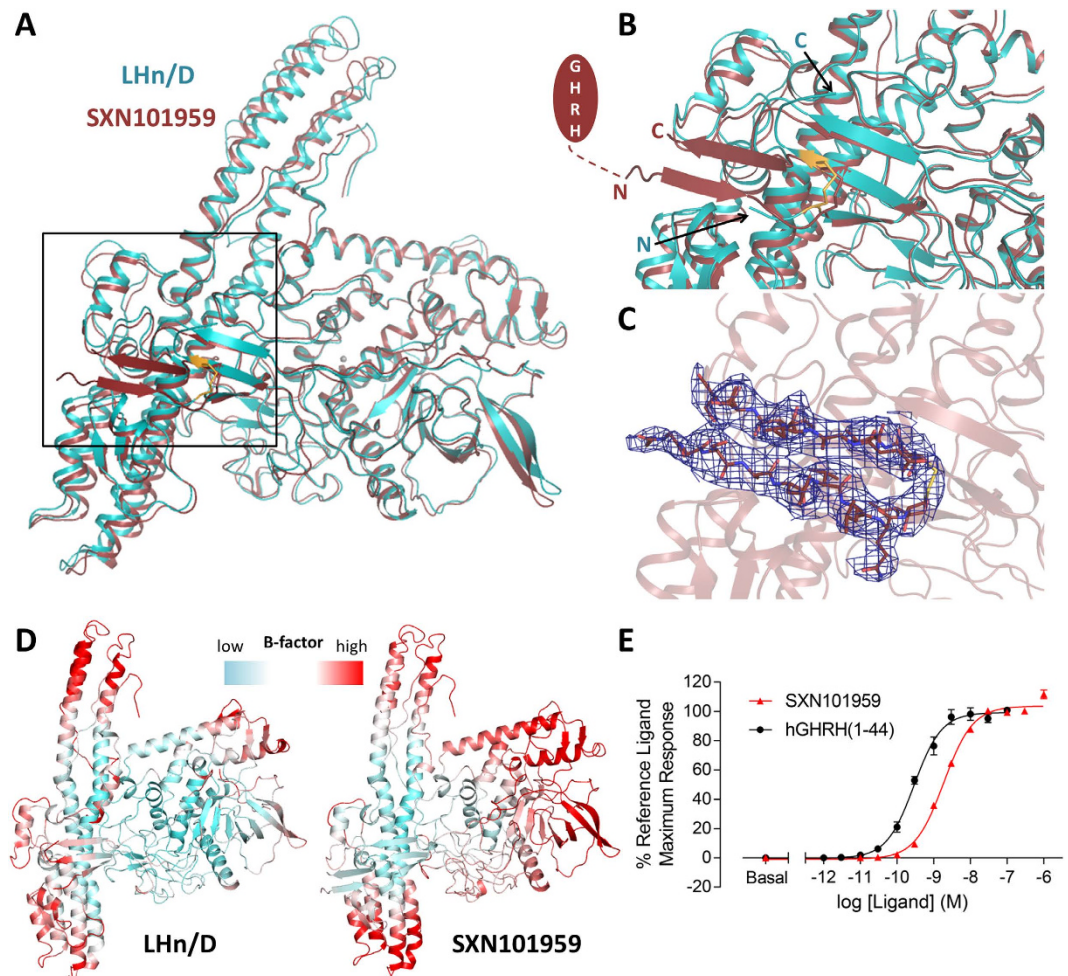 A
LHn/D
SXN101959
B
C
G
H
R
H
C
N
N
C
D
B-factor
low
high
LHn/D
SXN101959
E
% Reference Ligand
Maximum Response
120
100
80
60
40
20
0
-20
SXN101959
hGHRH(1-44)
Basal
-12
-11
-10
-9
-8
-7
-6
log [Ligand] (M)